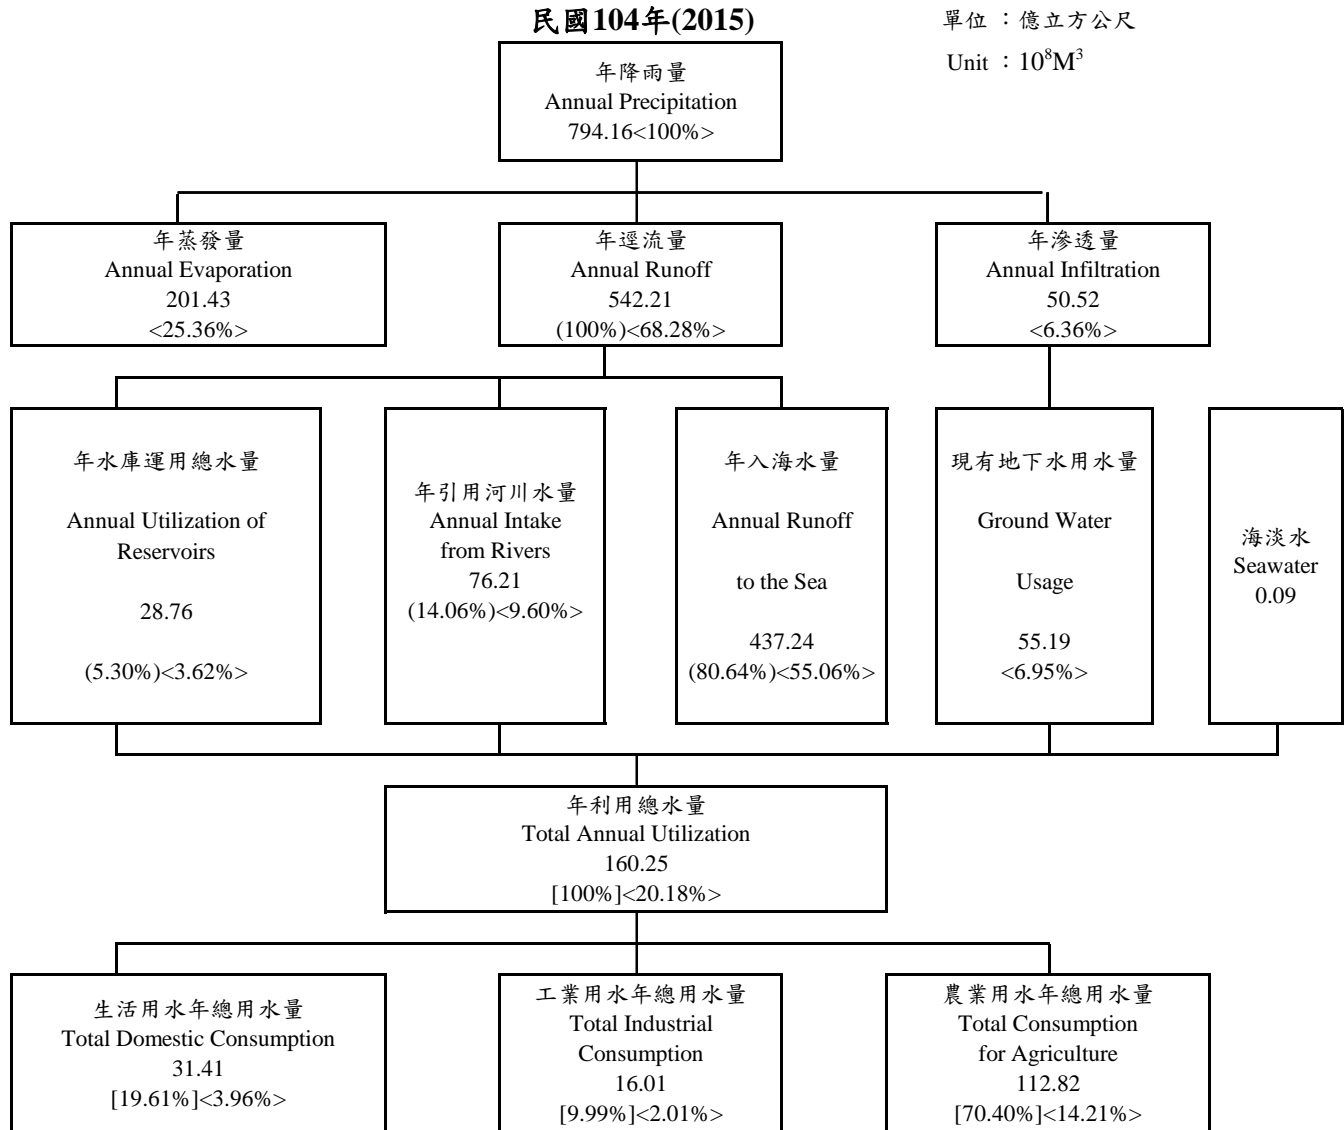 民國104年(2015)
單位：億立方公尺
Unit：10⁸M³
年降雨量
Annual Precipitation
794.16<100%>
年蒸發量
Annual Evaporation
201.43
<25.36%>
年逕流量
Annual Runoff
542.21
(100%)<68.28%>
年滲透量
Annual Infiltration
50.52
<6.36%>
年水庫運用總水量
Annual Utilization of
Reservoirs
28.76
(5.30%)<3.62%>
年引用河川水量
Annual Intake
from Rivers
76.21
(14.06%)<9.60%>
年入海水量
Annual Runoff
to the Sea
437.24
(80.64%)<55.06%>
現有地下水用水量
Ground Water
Usage
55.19
<6.95%>
海淡水
Seawater
0.09
年利用總水量
Total Annual Utilization
160.25
[100%]<20.18%>
生活用水年總用水量
Total Domestic Consumption
31.41
[19.61%]<3.96%>
工業用水年總用水量
Total Industrial
Consumption
16.01
[9.99%]<2.01%>
農業用水年總用水量
Total Consumption
for Agriculture
112.82
[70.40%]<14.21%>